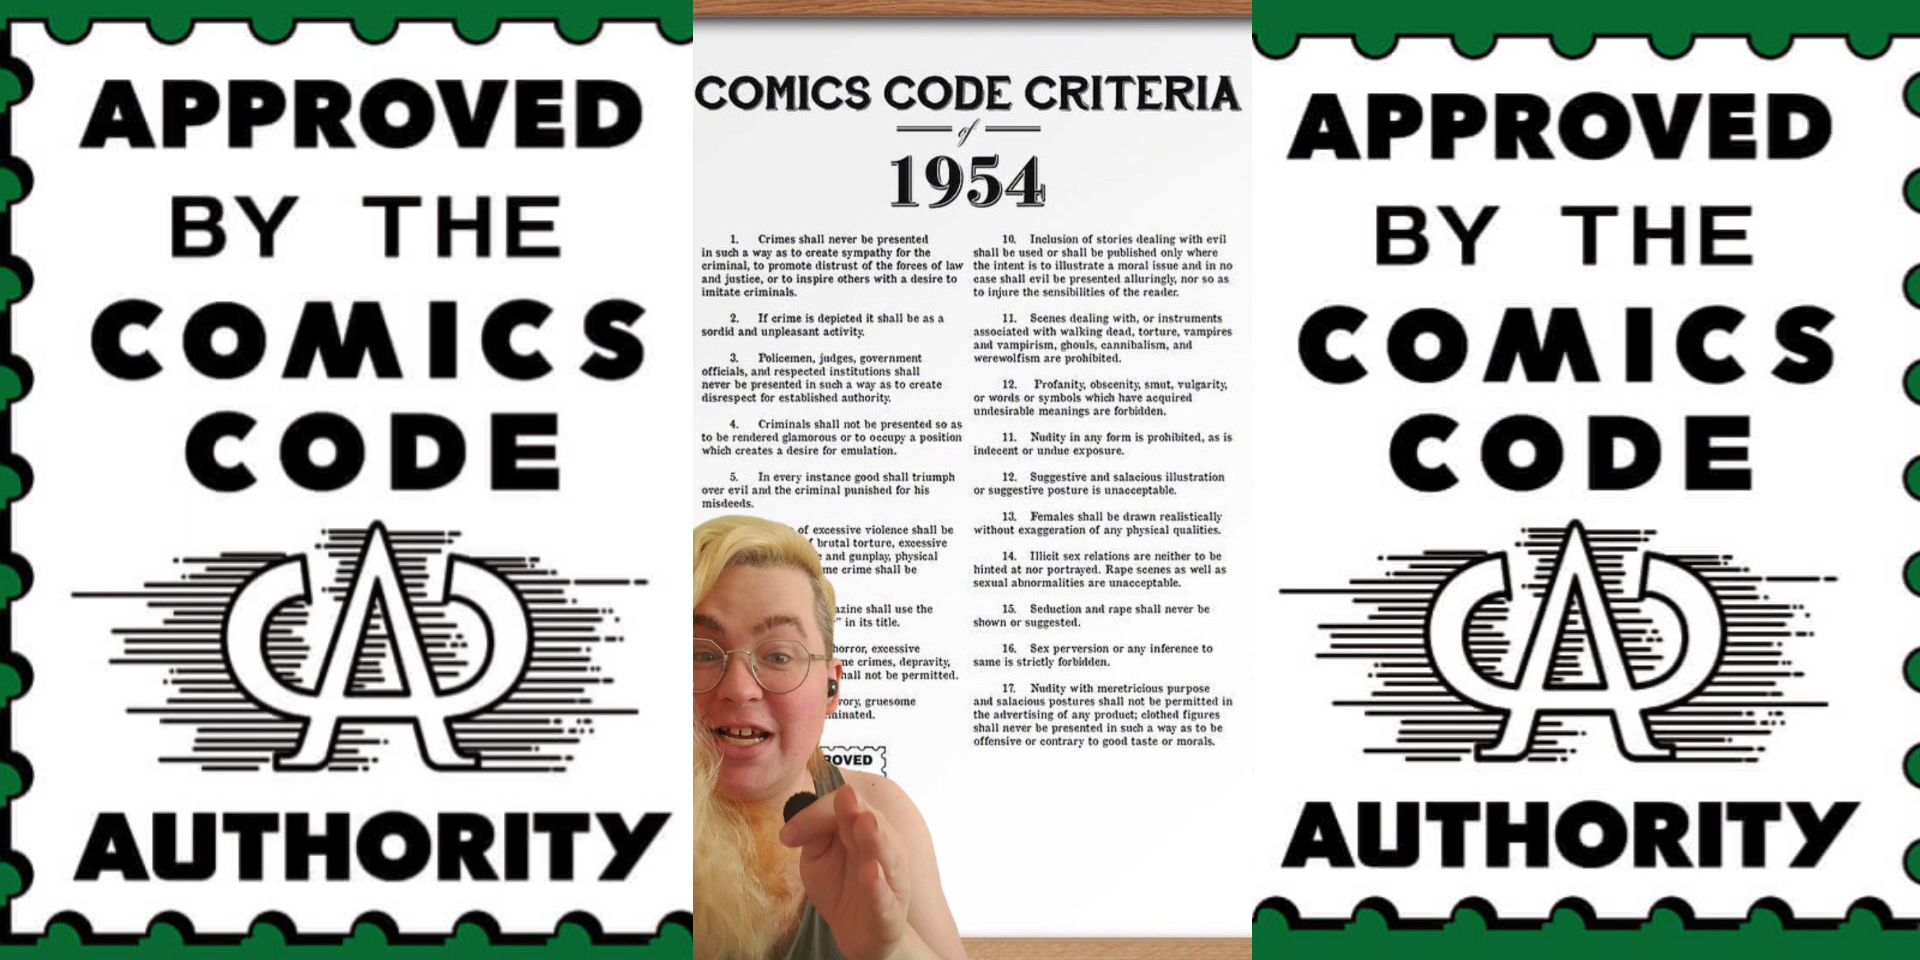 APPROVED
BY THE
COMICS
CODE
CA
AUTHORITY
COMICS CODE CRITERIA
of
1954
1. Crimes shall never be presented
in such a way as to create sympathy for the
criminal, to promote distrust of the forces of law
and justice, or to inspire others with a desire to
imitate criminals.
2. If crime is depicted it shall be as a
sordid and unpleasant activity.
3. Policemen, judges, government
officials, and respected institutions shall
never be presented in such a way as to create
disrespect for established authority.
4. Criminals shall not be presented so as
to be rendered glamorous or to occupy a position
which creates a desire for emulation.
5. In every instance good shall triumph
over evil and the criminal punished for his
misdeeds.
of excessive violence shall be
brutal torture, excessive
and gunplay, physical
crime shall be
shall use the
" in its title.
horror, excessive
crimes, depravity,
shall not be permitted.
gruesome
10. Inclusion of stories dealing with evil
shall be used or shall be published only where
the intent is to illustrate a moral issue and in no
case shall evil be presented alluringly, nor so as
to injure the sensibilities of the reader.
11. Scenes dealing with, or instruments
associated with walking dead, torture, vampires
and vampirism, ghouls, cannibalism, and
werewolfism are prohibited.
12. Profanity, obscenity, smut, vulgarity,
or words or symbols which have acquired
undesirable meanings are forbidden.
11. Nudity in any form is prohibited, as is
indecent or undue exposure.
12. Suggestive and salacious illustration
or suggestive posture is unacceptable.
13. Females shall be drawn realistically
without exaggeration of any physical qualities.
14. Illicit sex relations are neither to be
hinted at nor portrayed. Rape scenes as well as
sexual abnormalities are unacceptable.
15. Seduction and rape shall never be
shown or suggested.
16. Sex perversion or any inference to
same is strictly forbidden.
17. Nudity with meretricious purpose
and salacious postures shall not be permitted in
the advertising of any product; clothed figures
shall never be presented in such a way as to be
offensive or contrary to good taste or morals.
APPROVED
BY THE
COMICS
CODE
CA
AUTHORITY